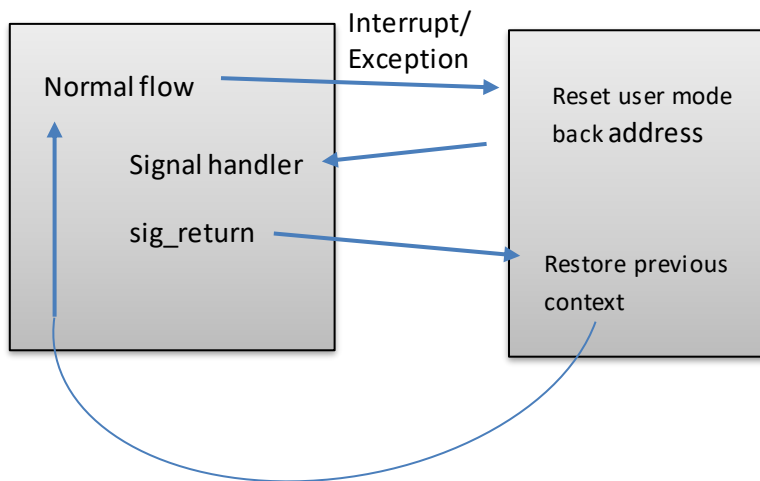 Interrupt/
Exception
Normal flow
Signal handler
sig_return
Reset user mode
back address
Restore previous
context